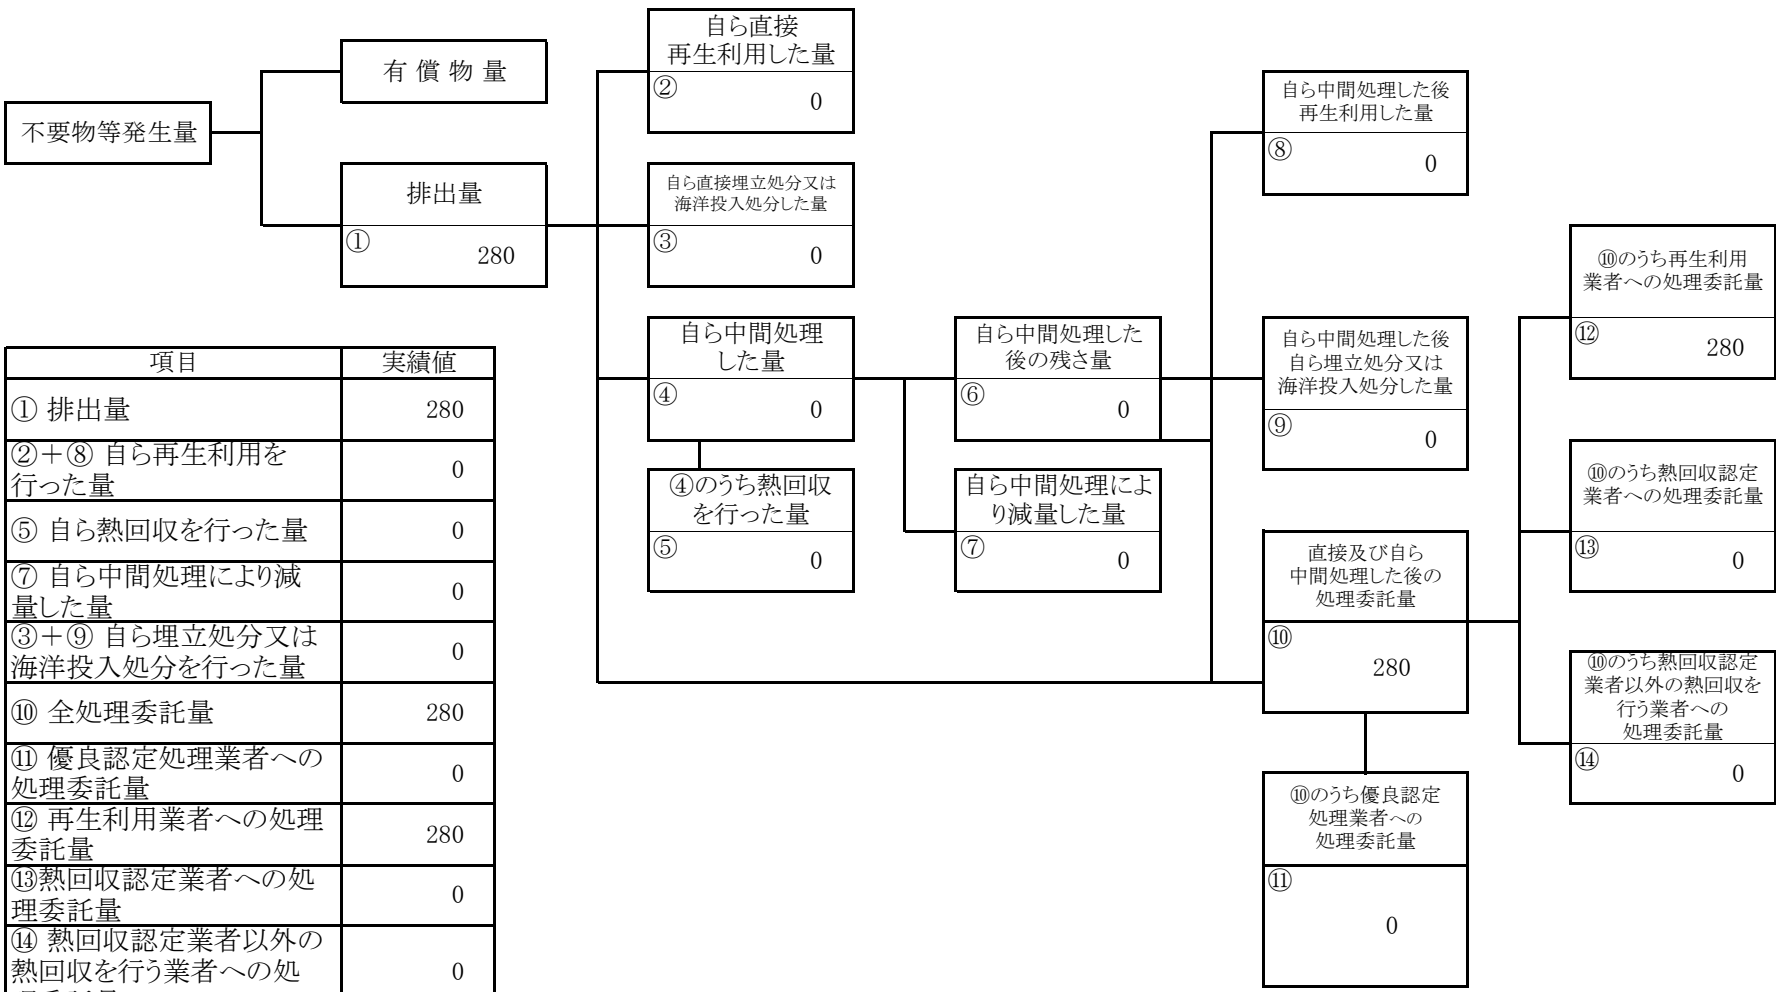 自ら直接
再生利用した量
②
0
有 償 物 量
不要物等発生量
自ら中間処理した後
再生利用した量
⑧
0
排出量
①
280
自ら直接埋立処分又は
海洋投入処分した量
③
0
⑩のうち再生利用
業者への処理委託量
⑫
280
自ら中間処理
した量
④
0
自ら中間処理した
後の残さ量
⑥
0
自ら中間処理した後
自ら埋立処分又は
海洋投入処分した量
⑨
0
④のうち熱回収
を行った量
⑤
0
自ら中間処理によ
り減量した量
⑦
0
⑩のうち熱回収認定
業者への処理委託量
⑬
0
直接及び自ら
中間処理した後の
処理委託量
⑩
280
⑩のうち熱回収認定
業者以外の熱回収を
行う業者への
処理委託量
⑭
0
⑩のうち優良認定
処理業者への
処理委託量
⑪
0
項目 実績値
① 排出量 280
②＋⑧ 自ら再生利用を
行った量 0
⑤ 自ら熱回収を行った量 0
⑦ 自ら中間処理により減
量した量 0
③＋⑨ 自ら埋立処分又は
海洋投入処分を行った量 0
⑩ 全処理委託量 280
⑪ 優良認定処理業者への
処理委託量 0
⑫ 再生利用業者への処理
委託量 280
⑬熱回収認定業者への処
理委託量 0
⑭ 熱回収認定業者以外の
熱回収を行う業者への処 0